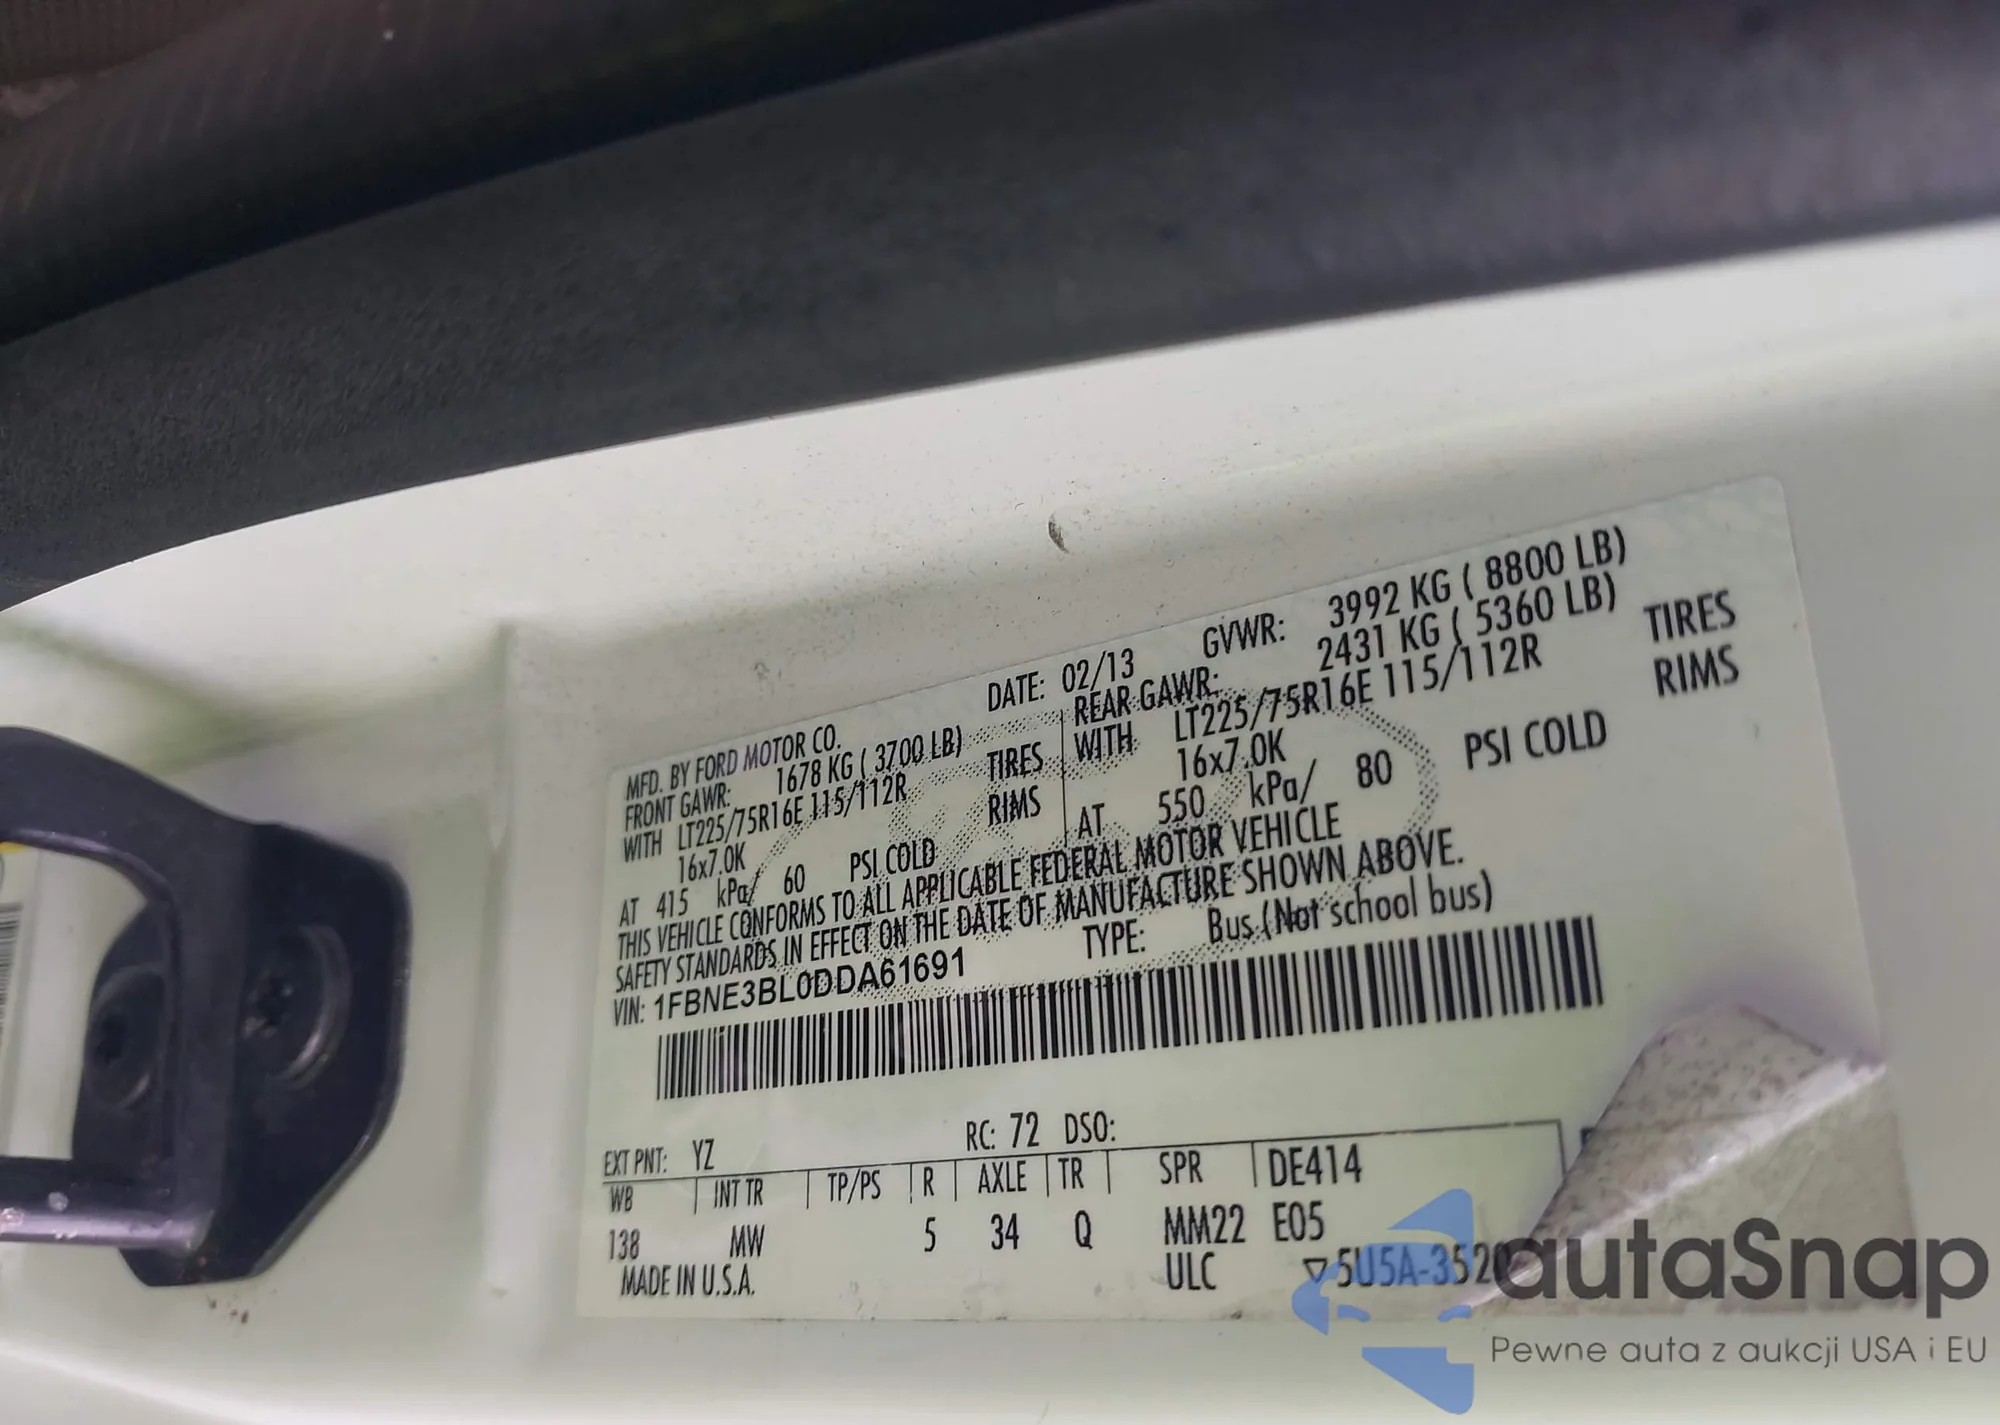 MFD. BY FORD MOTOR CO. DATE: 02/13 GVWR: 3992 KG ( 8800 LB)
FRONT GAWR: 1678 KG ( 3700 LB) REAR GAWR: 2431 KG ( 5360 LB)
WITH LT225/75R16E 115/112R TIRES WITH LT225/75R16E 115/112R TIRES
16x7.0K RIMS 16x7.0K RIMS
AT 415 kPa/ 60 PSI COLD AT 550 kPa/ 80 PSI COLD
THIS VEHICLE CONFORMS TO ALL APPLICABLE FEDERAL MOTOR VEHICLE
SAFETY STANDARDS IN EFFECT ON THE DATE OF MANUFACTURE SHOWN ABOVE.
VIN: 1FBNE3BL0DDA61691 TYPE: Bus (Not school bus)
EXT PNT: YZ RC: 72 DSO:
WB INT TR TP/PS R AXLE TR SPR DE414
138 MW 5 34 Q MM22 E05
MADE IN U.S.A. ULC ▽5U5A-3520
autaSnap
Pewne auta z aukcji USA i EU